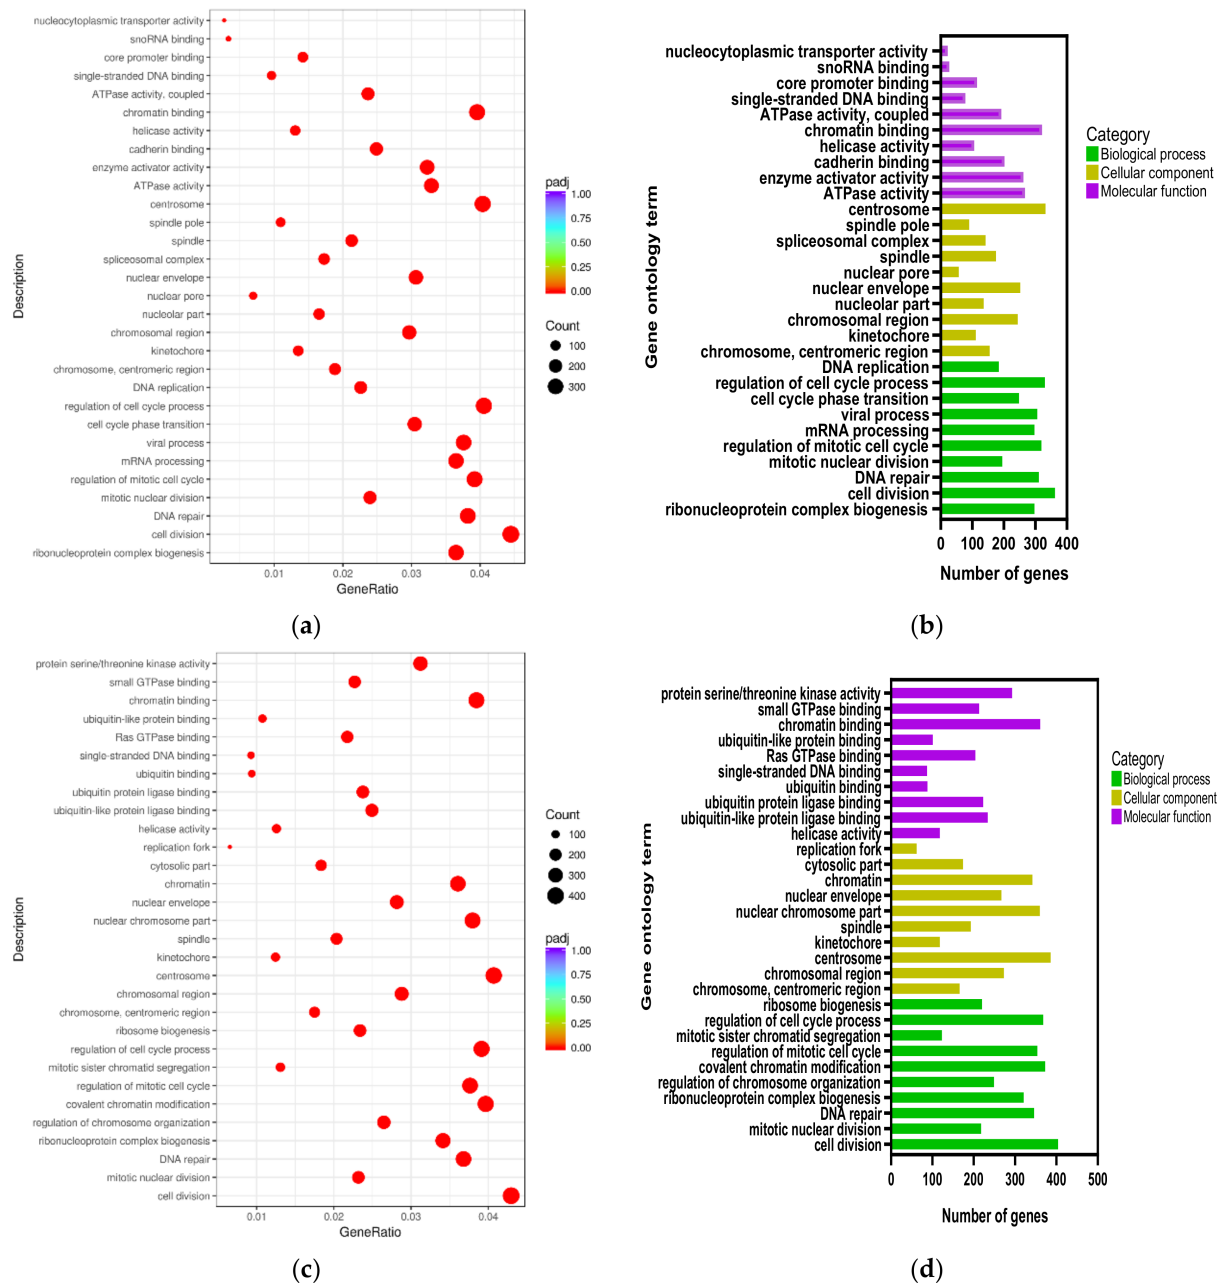 nucleocytoplasmic transporter activity
snoRNA binding
core promoter binding
single-stranded DNA binding
ATPase activity, coupled
chromatin binding
helicase activity
cadherin binding
enzyme activator activity
ATPase activity
centrosome
spindle pole
spindle
spliceosomal complex
nuclear envelope
nuclear pore
nucleolar part
chromosomal region
kinetochore
chromosome, centromeric region
DNA replication
regulation of cell cycle process
cell cycle phase transition
viral process
mRNA processing
regulation of mitotic cell cycle
mitotic nuclear division
DNA repair
cell division
ribonucleoprotein complex biogenesis
Description
0.01 0.02 0.03 0.04
GeneRatio
padj
1.00
0.75
0.50
0.25
0.00
Count
100
200
300
(a)
nucleocytoplasmic transporter activity
snoRNA binding
core promoter binding
single-stranded DNA binding
ATPase activity, coupled
chromatin binding
helicase activity
cadherin binding
enzyme activator activity
ATPase activity
centrosome
spindle pole
spliceosomal complex
spindle
nuclear pore
nuclear envelope
nucleolar part
chromosomal region
kinetochore
chromosome, centromeric region
DNA replication
regulation of cell cycle process
cell cycle phase transition
viral process
mRNA processing
regulation of mitotic cell cycle
mitotic nuclear division
DNA repair
cell division
ribonucleoprotein complex biogenesis
Gene ontology term
0 100 200 300 400
Number of genes
Category
Biological process
Cellular component
Molecular function
(b)
protein serine/threonine kinase activity
small GTPase binding
chromatin binding
ubiquitin-like protein binding
Ras GTPase binding
single-stranded DNA binding
ubiquitin binding
ubiquitin protein ligase binding
ubiquitin-like protein ligase binding
helicase activity
replication fork
cytosolic part
chromatin
nuclear envelope
nuclear chromosome part
spindle
kinetochore
centrosome
chromosomal region
chromosome, centromeric region
ribosome biogenesis
regulation of cell cycle process
mitotic sister chromatid segregation
regulation of mitotic cell cycle
covalent chromatin modification
regulation of chromosome organization
ribonucleoprotein complex biogenesis
DNA repair
mitotic nuclear division
cell division
Description
0.01 0.02 0.03 0.04
GeneRatio
Count
100
200
300
400
padj
1.00
0.75
0.50
0.25
0.00
(c)
protein serine/threonine kinase activity
small GTPase binding
chromatin binding
ubiquitin-like protein binding
Ras GTPase binding
single-stranded DNA binding
ubiquitin binding
ubiquitin protein ligase binding
ubiquitin-like protein ligase binding
helicase activity
replication fork
cytosolic part
chromatin
nuclear envelope
nuclear chromosome part
spindle
kinetochore
centrosome
chromosomal region
chromosome, centromeric region
ribosome biogenesis
regulation of cell cycle process
mitotic sister chromatid segregation
regulation of mitotic cell cycle
covalent chromatin modification
regulation of chromosome organization
ribonucleoprotein complex biogenesis
DNA repair
mitotic nuclear division
cell division
Gene ontology term
0 100 200 300 400 500
Number of genes
Category
Biological process
Cellular component
Molecular function
(d)